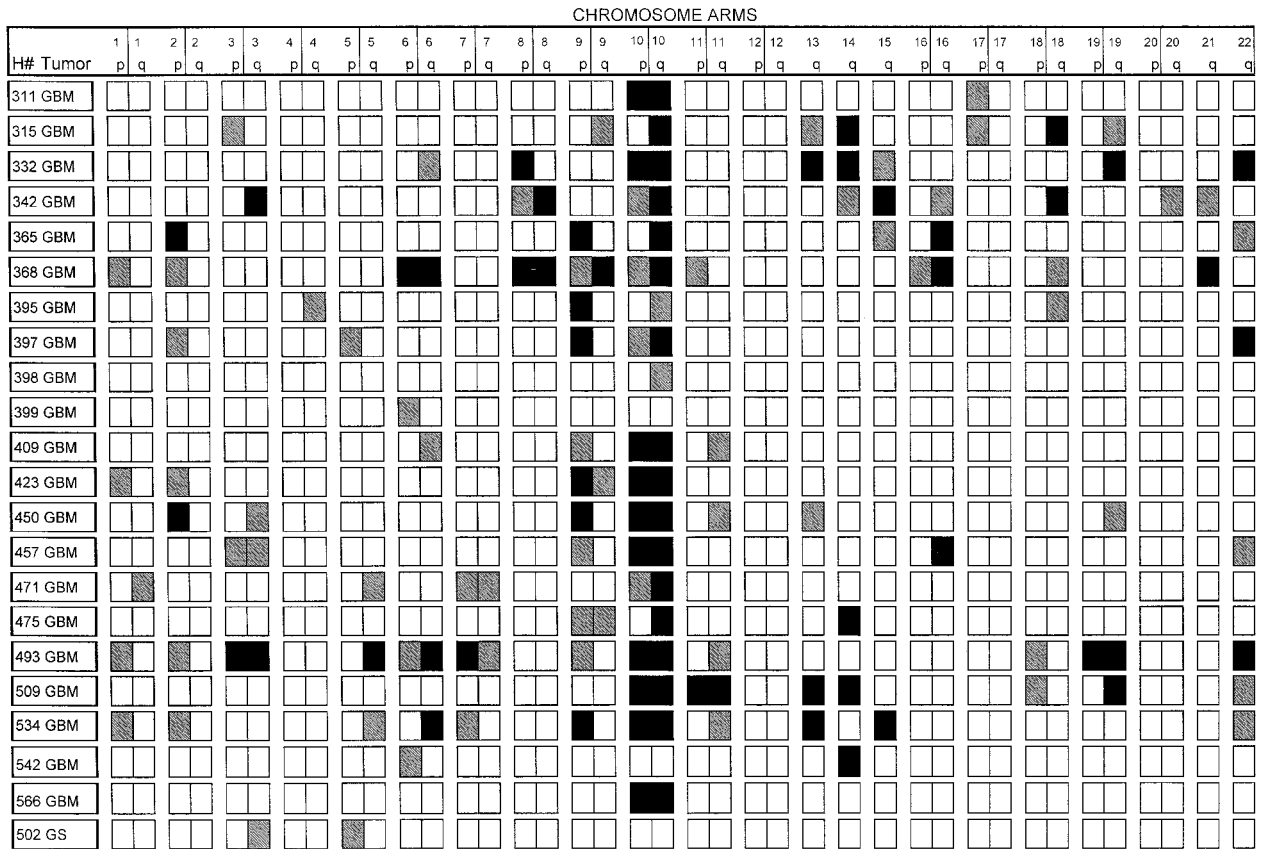 CHROMOSOME ARMS
1 1 2 2 3 3 4 4 5 5 6 6 7 7 8 8 9 9 10 10 11 11 12 12 13 14 15 16 16 17 17 18 18 19 19 20 20 21 22
H# Tumor p q p q p q p q p q p q p q p q p q p q p q p q q q q p q p q p q p q p q q q
311 GBM
315 GBM
332 GBM
342 GBM
365 GBM
368 GBM
395 GBM
397 GBM
398 GBM
399 GBM
409 GBM
423 GBM
450 GBM
457 GBM
471 GBM
475 GBM
493 GBM
509 GBM
534 GBM
542 GBM
566 GBM
502 GS